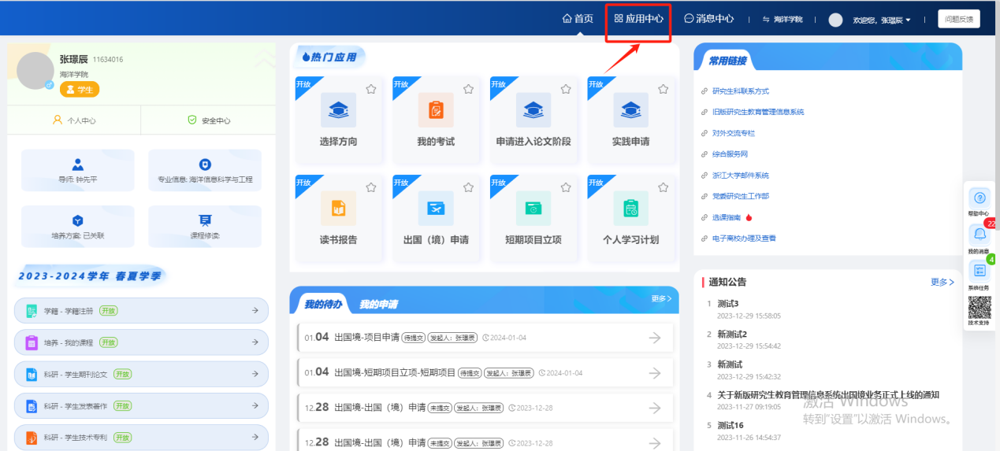 首页 应用中心 消息中心 海洋学院 欢迎您, 张璟辰 问题反馈
张璟辰 11634016
海洋学院
学生
个人中心 安全中心
导师: 钟先平
专业信息: 海洋信息科学与工程
培养方案: 已关联
课程修读:
2023-2024学年 春夏学季
学籍 - 学籍注册 开放
培养 - 我的课程 开放
科研 - 学生期刊论文 开放
科研 - 学生发表著作 开放
科研 - 学生技术专利 开放
热门应用
开放 开放 开放 开放
选择方向 我的考试 申请进入论文阶段 实践申请
开放 开放 开放 开放
读书报告 出国（境）申请 短期项目立项 个人学习计划
我的待办 我的申请 更多>
01.04 出国境-项目申请 待提交 发起人: 张璟辰 2024-01-04
01.04 出国境-短期项目立项-短期项目 待提交 发起人: 张璟辰 2024-01-04
12.28 出国境-出国（境）申请 未提交 发起人: 张璟辰 2023-12-28
12.28 出国境-出国（境）申请 未提交 发起人: 张璟辰 2023-12-28
常用链接
研究生科联系方式
旧版研究生教育管理信息系统
对外交流专栏
综合服务网
浙江大学邮件系统
党委研究生工作部
选课指南
电子离校办理及查看
通知公告 更多>
1 测试3
2023-12-29 15:58:05
2 新测试2
2023-12-29 15:54:42
3 新测试
2023-12-29 15:42:32
4 关于新版研究生教育管理信息系统出国境业务正式上线的通知
2023-11-27 09:19:05
5 测试16
2023-11-26 14:54:37
激活 Windows
转到"设置"以激活 Windows。
帮助中心
22
我的消息
4
系统任务
技术支持